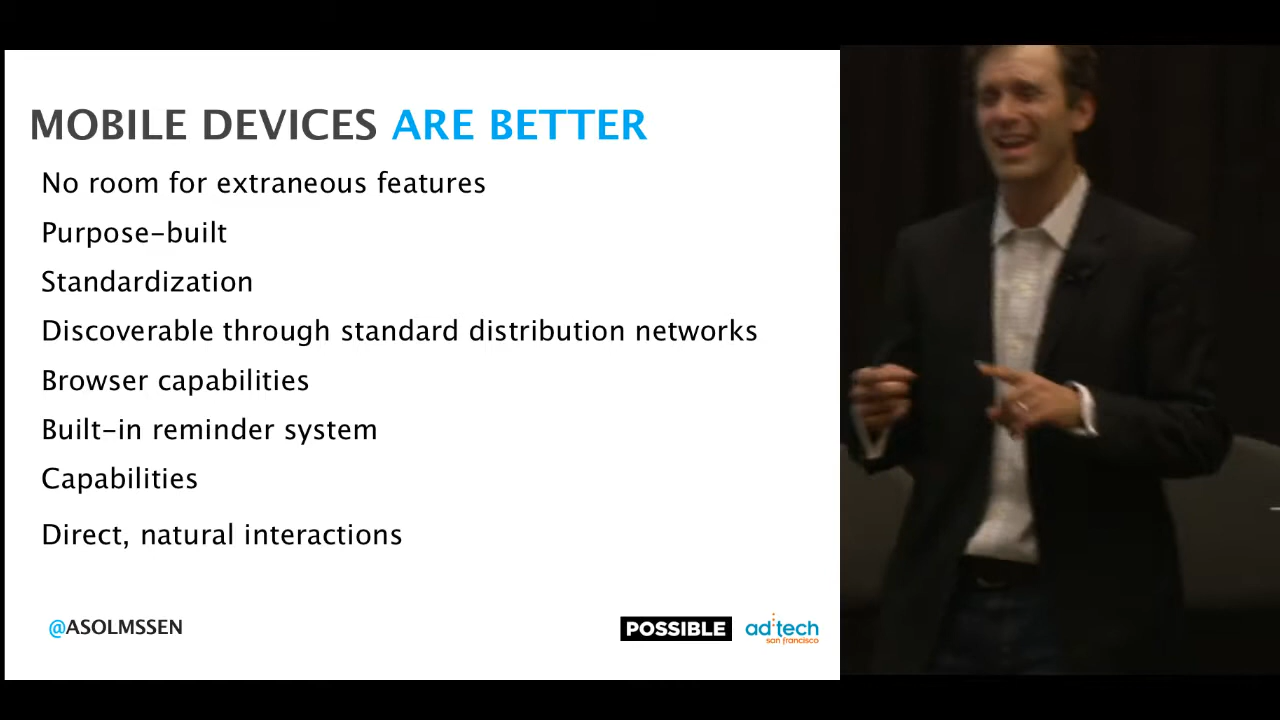 MOBILE DEVICES ARE BETTER
No room for extraneous features
Purpose-built
Standardization
Discoverable through standard distribution networks
Browser capabilities
Built-in reminder system
Capabilities
Direct, natural interactions
@ASOLMSSEN
POSSIBLE
ad:tech
san francisco